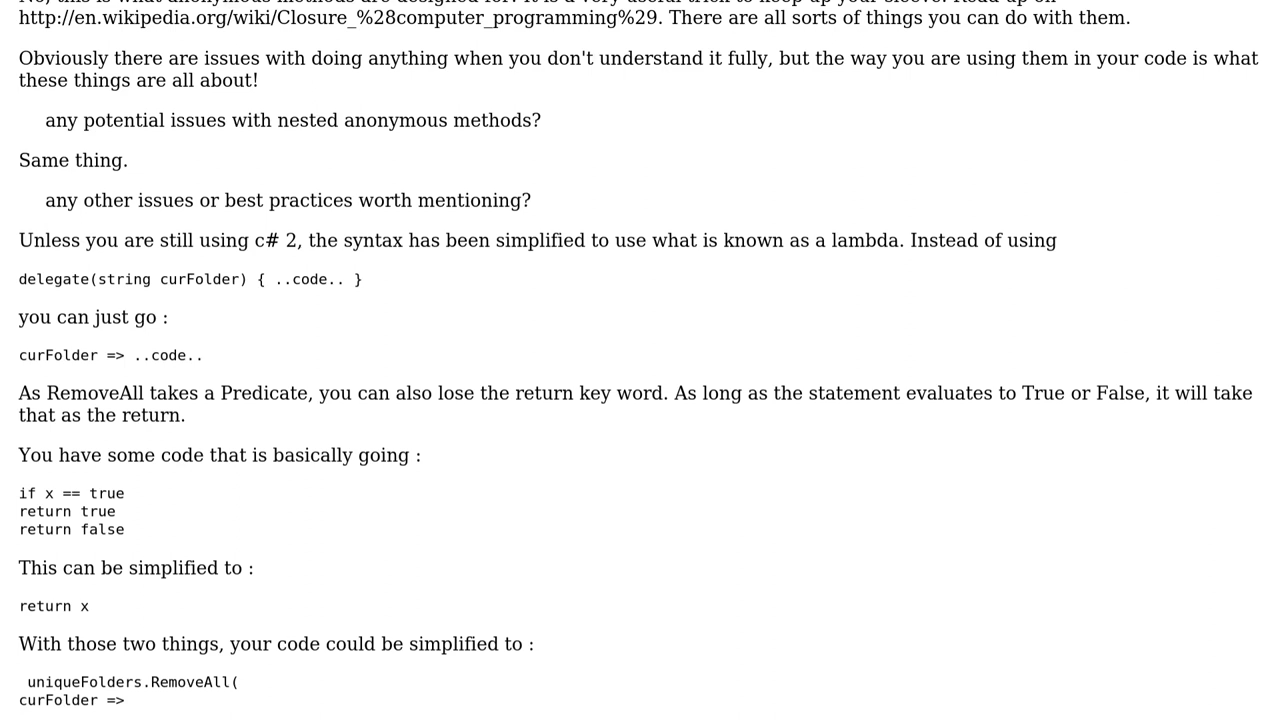 http://en.wikipedia.org/wiki/Closure_%28computer_programming%29. There are all sorts of things you can do with them.
Obviously there are issues with doing anything when you don't understand it fully, but the way you are using them in your code is what
these things are all about!
any potential issues with nested anonymous methods?
Same thing.
any other issues or best practices worth mentioning?
Unless you are still using c# 2, the syntax has been simplified to use what is known as a lambda. Instead of using
delegate(string curFolder) { ..code.. }
you can just go :
curFolder => ..code..
As RemoveAll takes a Predicate, you can also lose the return key word. As long as the statement evaluates to True or False, it will take
that as the return.
You have some code that is basically going :
if x == true
return true
return false
This can be simplified to :
return x
With those two things, your code could be simplified to :
uniqueFolders.RemoveAll(
curFolder =>